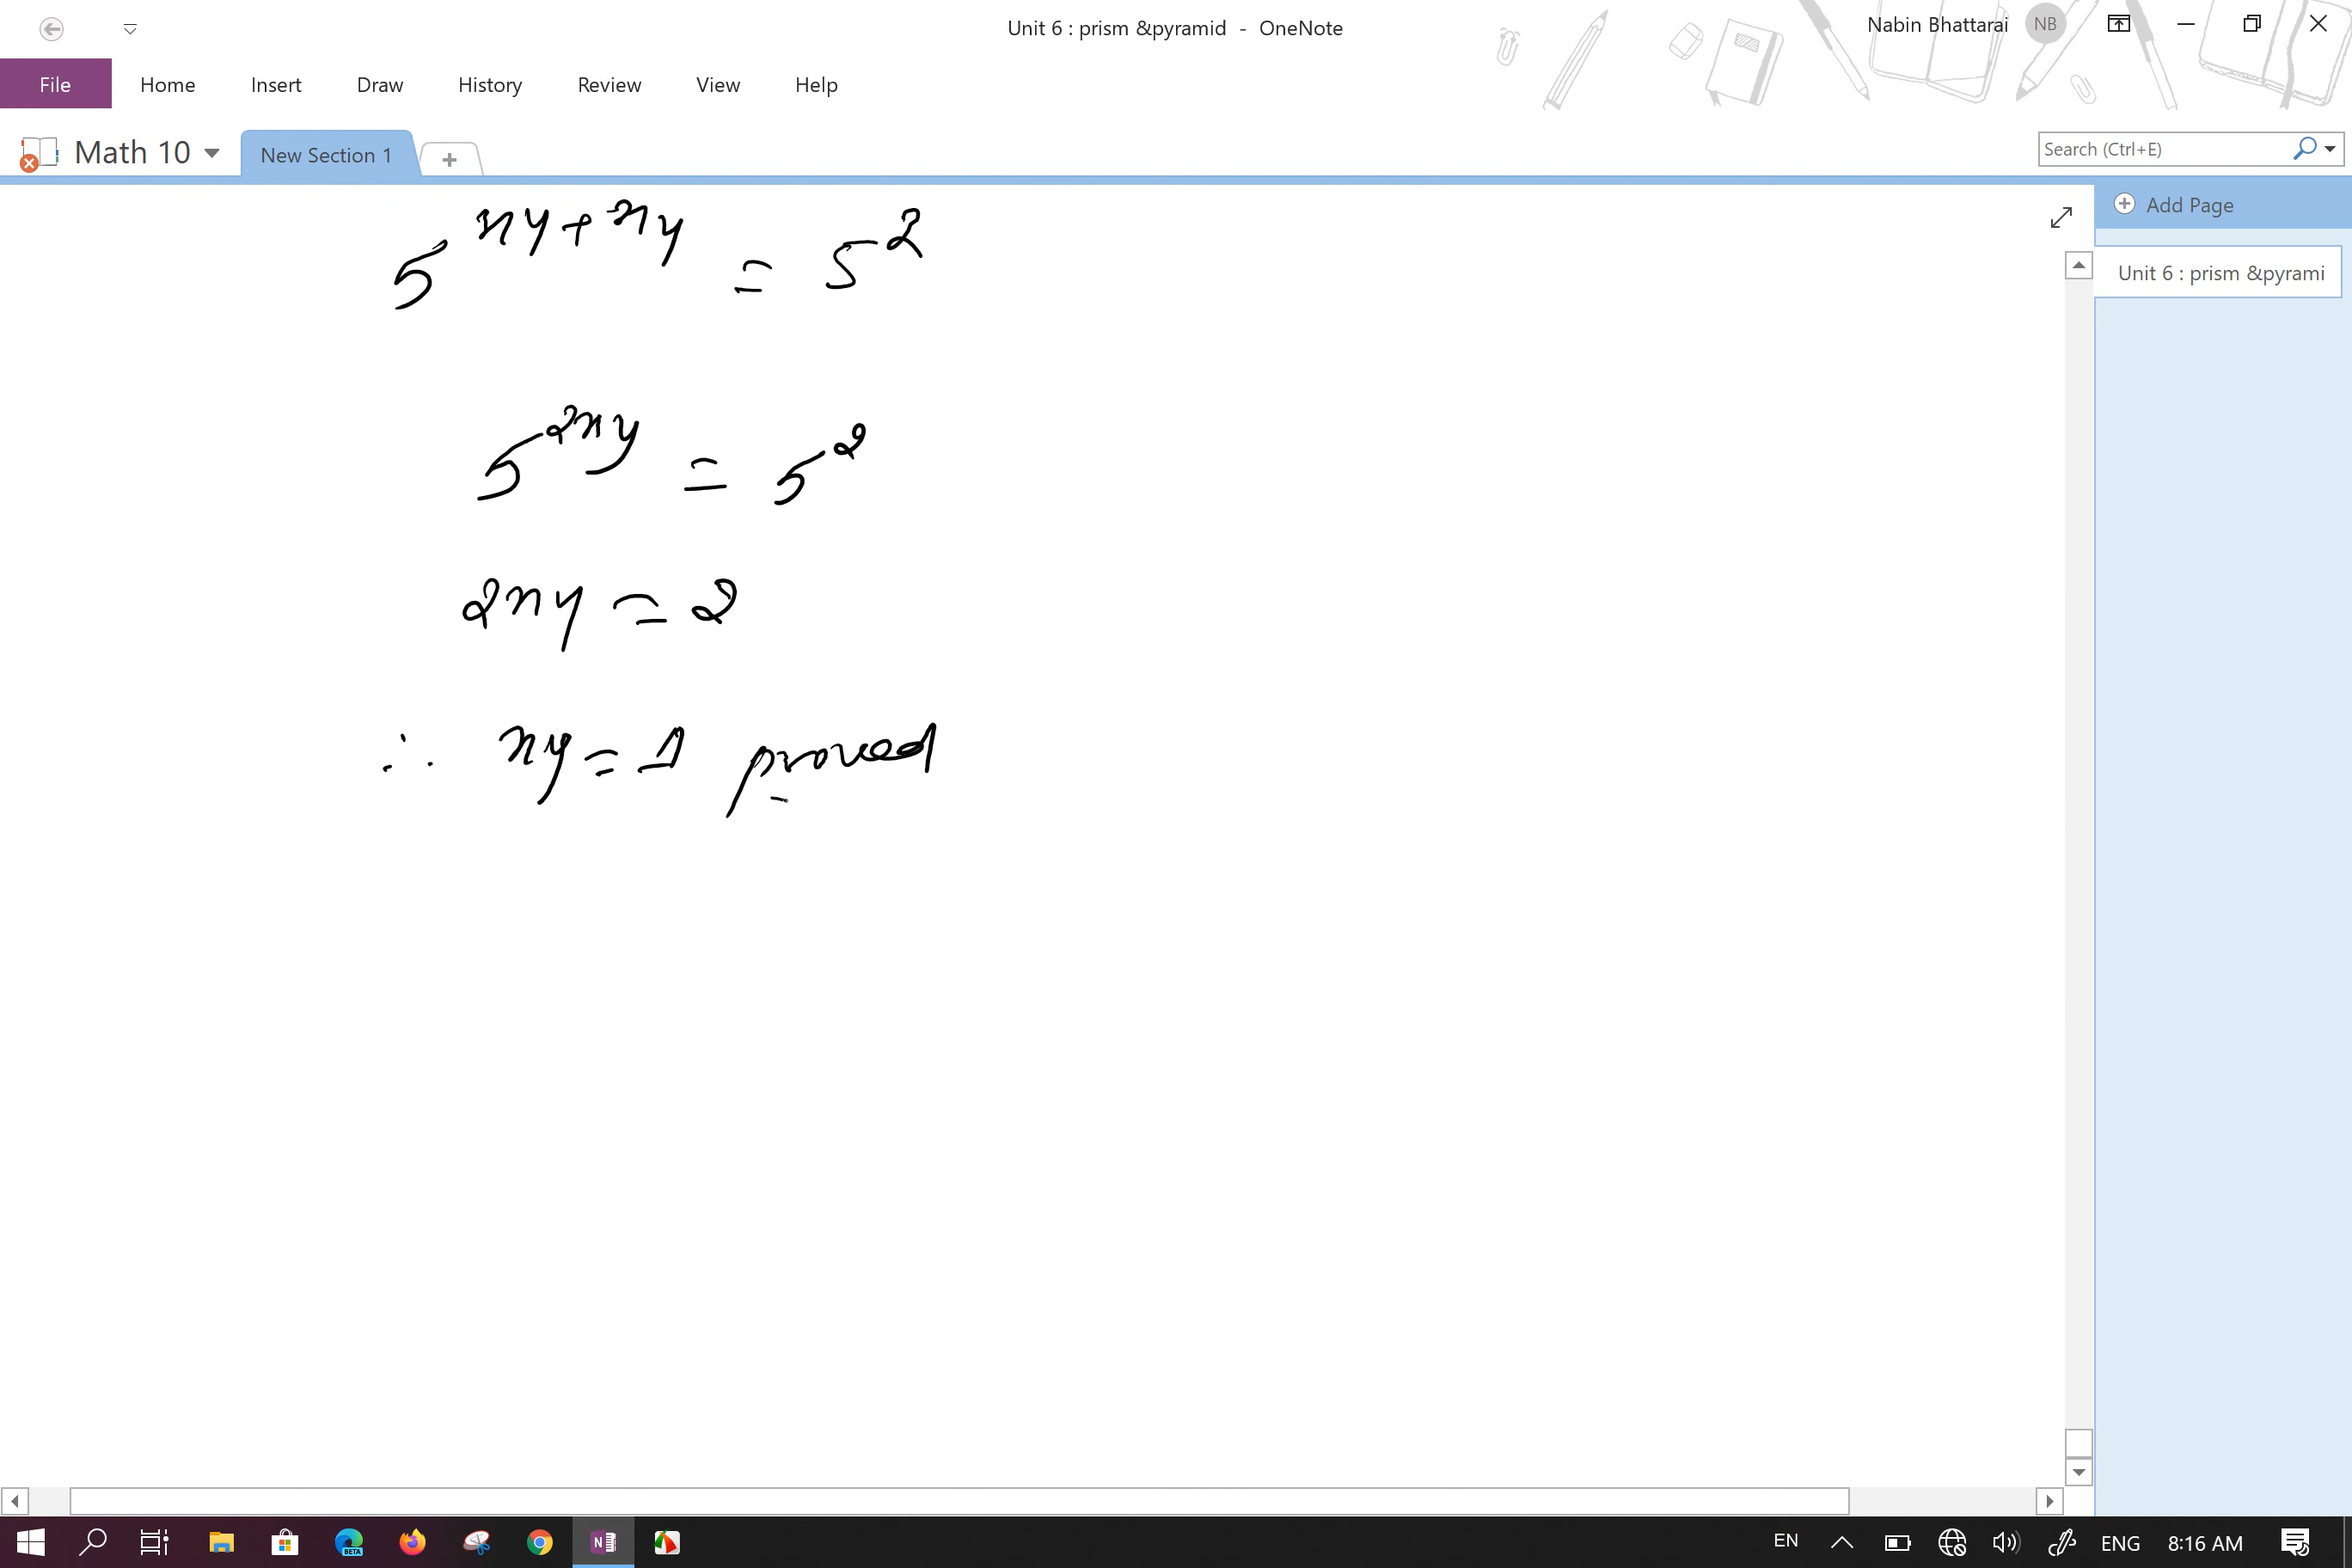 Unit 6 : prism &pyramid - OneNote
Nabin Bhattarai NB
File Home Insert Draw History Review View Help
Math 10 New Section 1 +
Search (Ctrl+E)
Add Page
Unit 6 : prism &pyrami
5^{xy+xy} = 5^2
5^{2xy} = 5^2
2xy = 2
∴ xy = 1 proved
BETA
N
EN ENG 8:16 AM